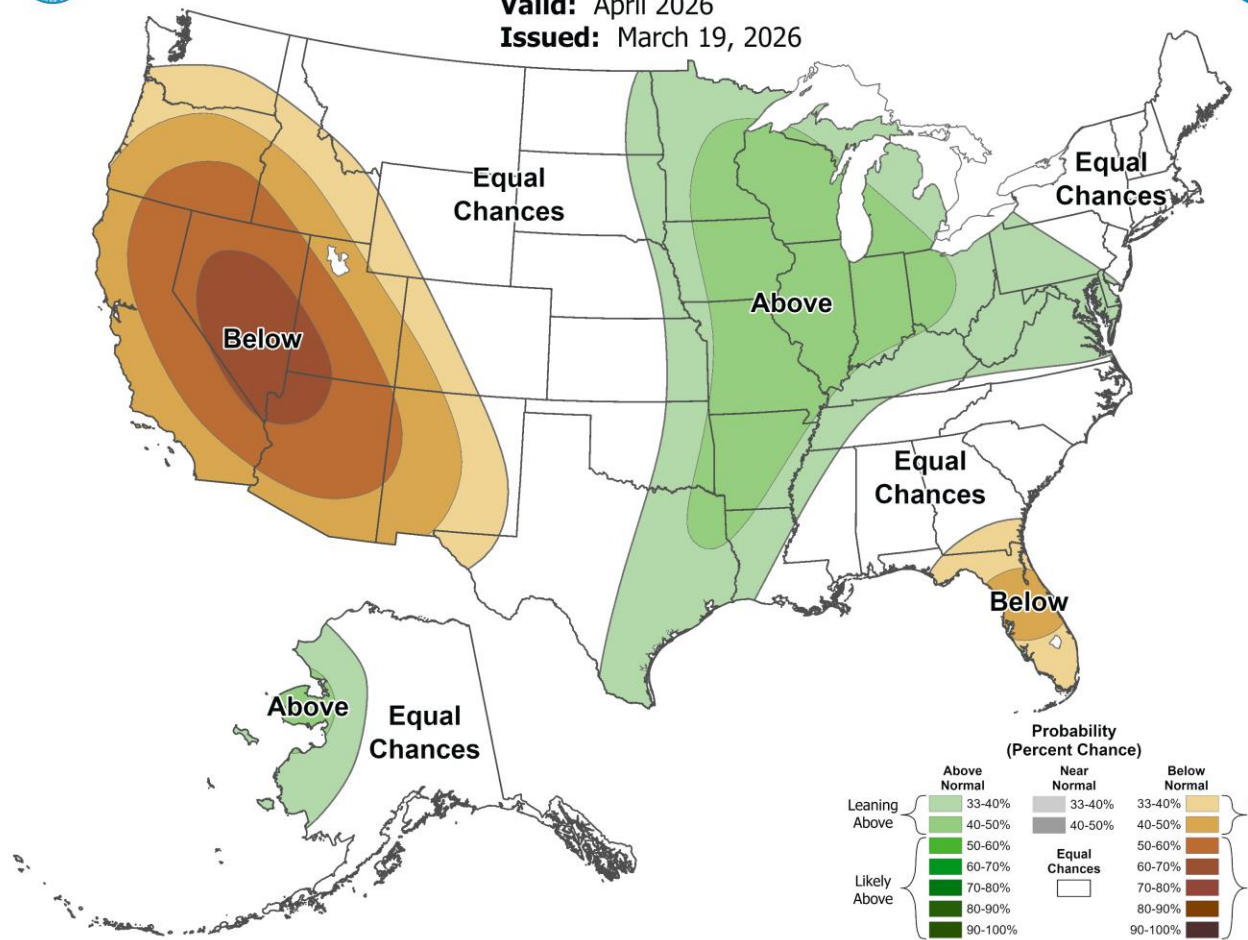 Valid: April 2026
Issued: March 19, 2026
Equal
Chances
Equal
Chances
Above
Below
Equal
Chances
Below
Above
Equal
Chances
Probability
(Percent Chance)
Above
Normal
Near
Normal
Below
Normal
Leaning
Above
33-40%
33-40%
33-40%
40-50%
40-50%
40-50%
Likely
Above
50-60%
Equal
Chances
50-60%
60-70%
60-70%
70-80%
70-80%
80-90%
80-90%
90-100%
90-100%